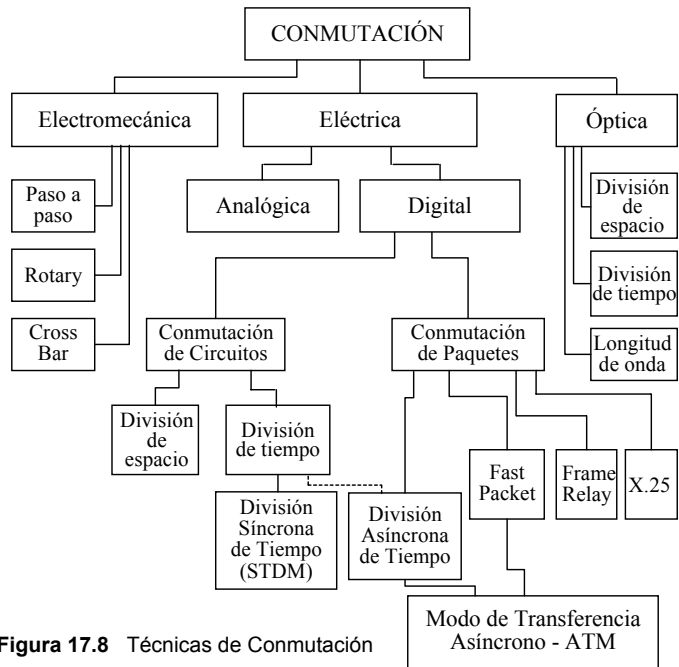 CONMUTACIÓN
Electromecánica
Eléctrica
Óptica
Paso a
paso
Rotary
Cross
Bar
Analógica
Digital
División
de
espacio
División
de tiempo
Longitud
de onda
Conmutación
de Circuitos
Conmutación
de Paquetes
División
de
espacio
División
de tiempo
División
Síncrona
de Tiempo
(STDM)
División
Asíncrona
de Tiempo
Fast
Packet
Frame
Relay
X.25
Modo de Transferencia
Asíncrono - ATM
Figura 17.8 Técnicas de Conmutación